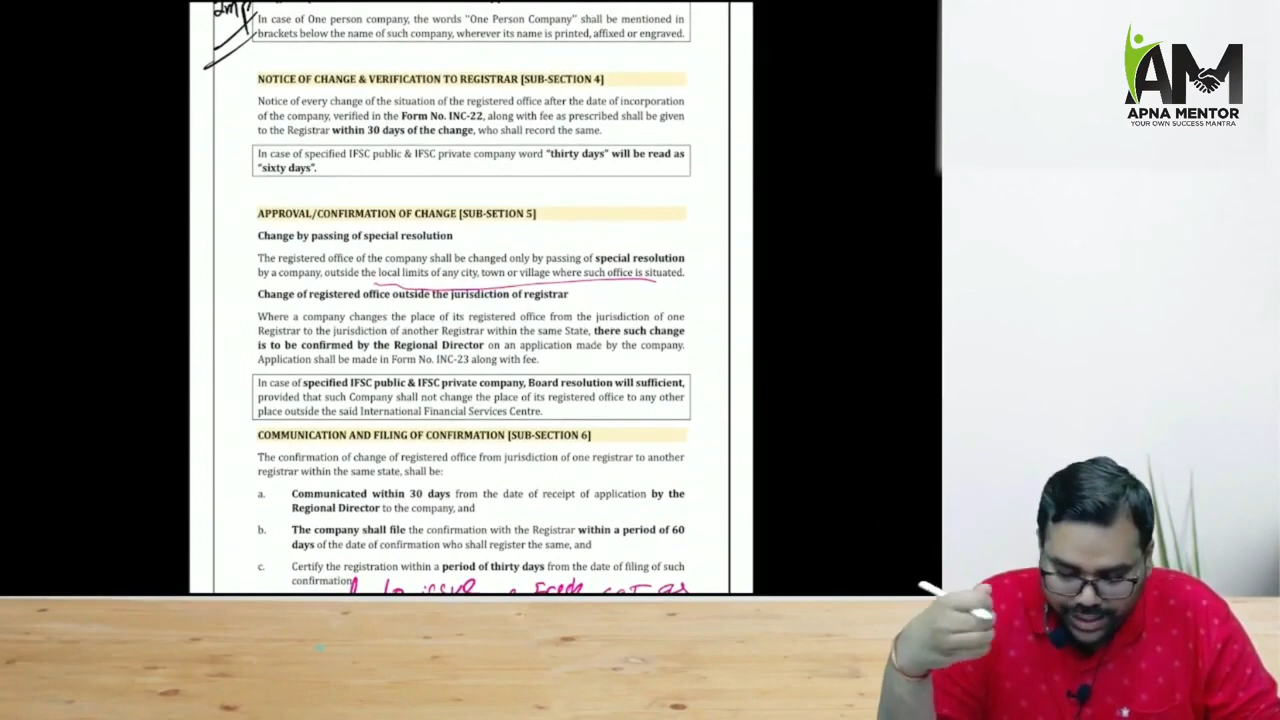 Imp
In case of One person company, the words "One Person Company" shall be mentioned in
brackets below the name of such company, wherever its name is printed, affixed or engraved.
NOTICE OF CHANGE & VERIFICATION TO REGISTRAR [SUB-SECTION 4]
Notice of every change of the situation of the registered office after the date of incorporation
of the company, verified in the Form No. INC-22, along with fee as prescribed shall be given
to the Registrar within 30 days of the change, who shall record the same.
In case of specified IFSC public & IFSC private company word "thirty days" will be read as
"sixty days".
APPROVAL/CONFIRMATION OF CHANGE [SUB-SETION 5]
Change by passing of special resolution
The registered office of the company shall be changed only by passing of special resolution
by a company, outside the local limits of any city, town or village where such office is situated.
Change of registered office outside the jurisdiction of registrar
Where a company changes the place of its registered office from the jurisdiction of one
Registrar to the jurisdiction of another Registrar within the same State, there such change
is to be confirmed by the Regional Director on an application made by the company.
Application shall be made in Form No. INC-23 along with fee.
In case of specified IFSC public & IFSC private company, Board resolution will sufficient,
provided that such Company shall not change the place of its registered office to any other
place outside the said International Financial Services Centre.
COMMUNICATION AND FILING OF CONFIRMATION [SUB-SECTION 6]
The confirmation of change of registered office from jurisdiction of one registrar to another
registrar within the same state, shall be:
a. Communicated within 30 days from the date of receipt of application by the
Regional Director to the company, and
b. The company shall file the confirmation with the Registrar within a period of 60
days of the date of confirmation who shall register the same, and
c. Certify the registration within a period of thirty days from the date of filing of such
confirmation
to issue a Fresh
AM
APNA MENTOR
YOUR OWN SUCCESS MANTRA